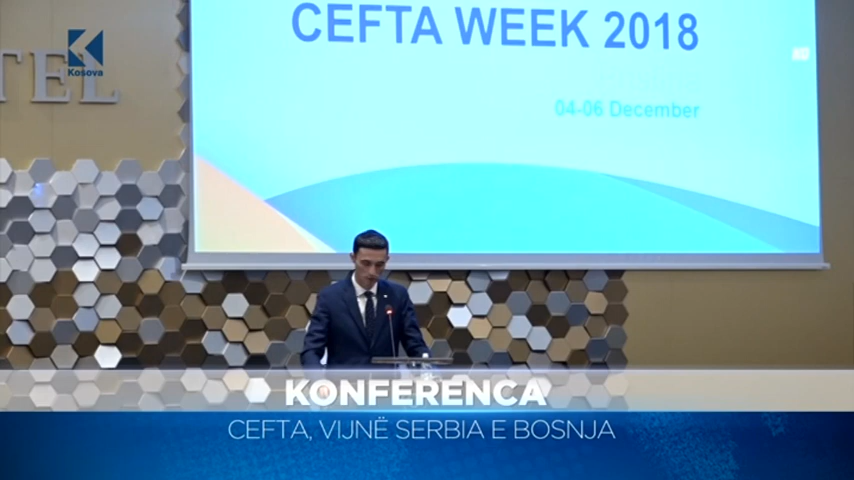 CEFTA WEEK 2018
04-06 December
Kosova
TEL
KONFERENCA
CEFTA, VIJNË SERBIA E BOSNJA